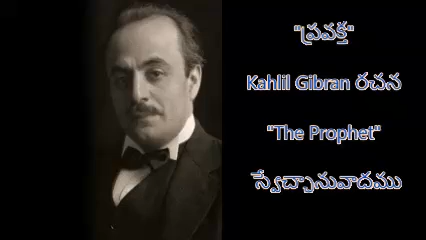 "ప్రవక్త"
Kahlil Gibran రచన
"The Prophet"
స్వేచ్ఛానువాదము